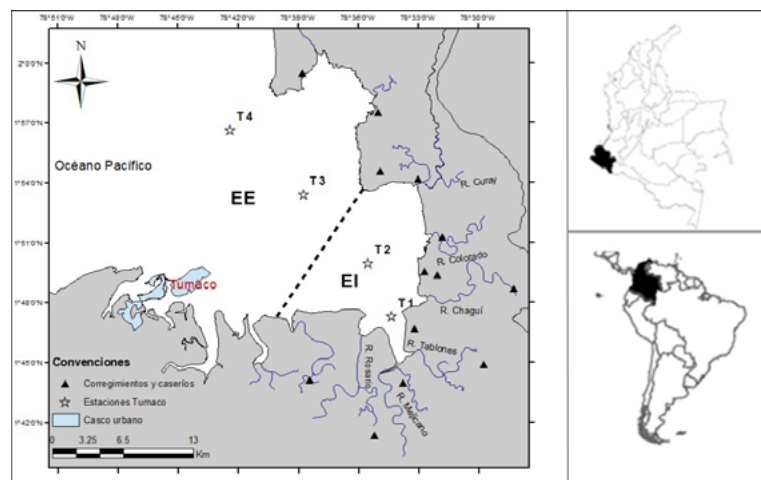 78°51'0"W 78°48'0"W 78°45'0"W 78°42'0"W 78°39'0"W 78°36'0"W 78°33'0"W 78°30'0"W
N
2°0'0"N
T4
1°57'0"N
Océano Pacífico
1°54'0"N
T3
R. Curay
EE
1°51'0"N
T2
R. Colorado
EI
Tumaco
1°48'0"N
T1
R. Chaguí
R. Tablones
Convenciones
R. Rosario
R. Mejicano
Corregimientos y caseríos
Estaciones Tumaco
Casco urbano
1°42'0"N
0 3.25 6.5 13
Km